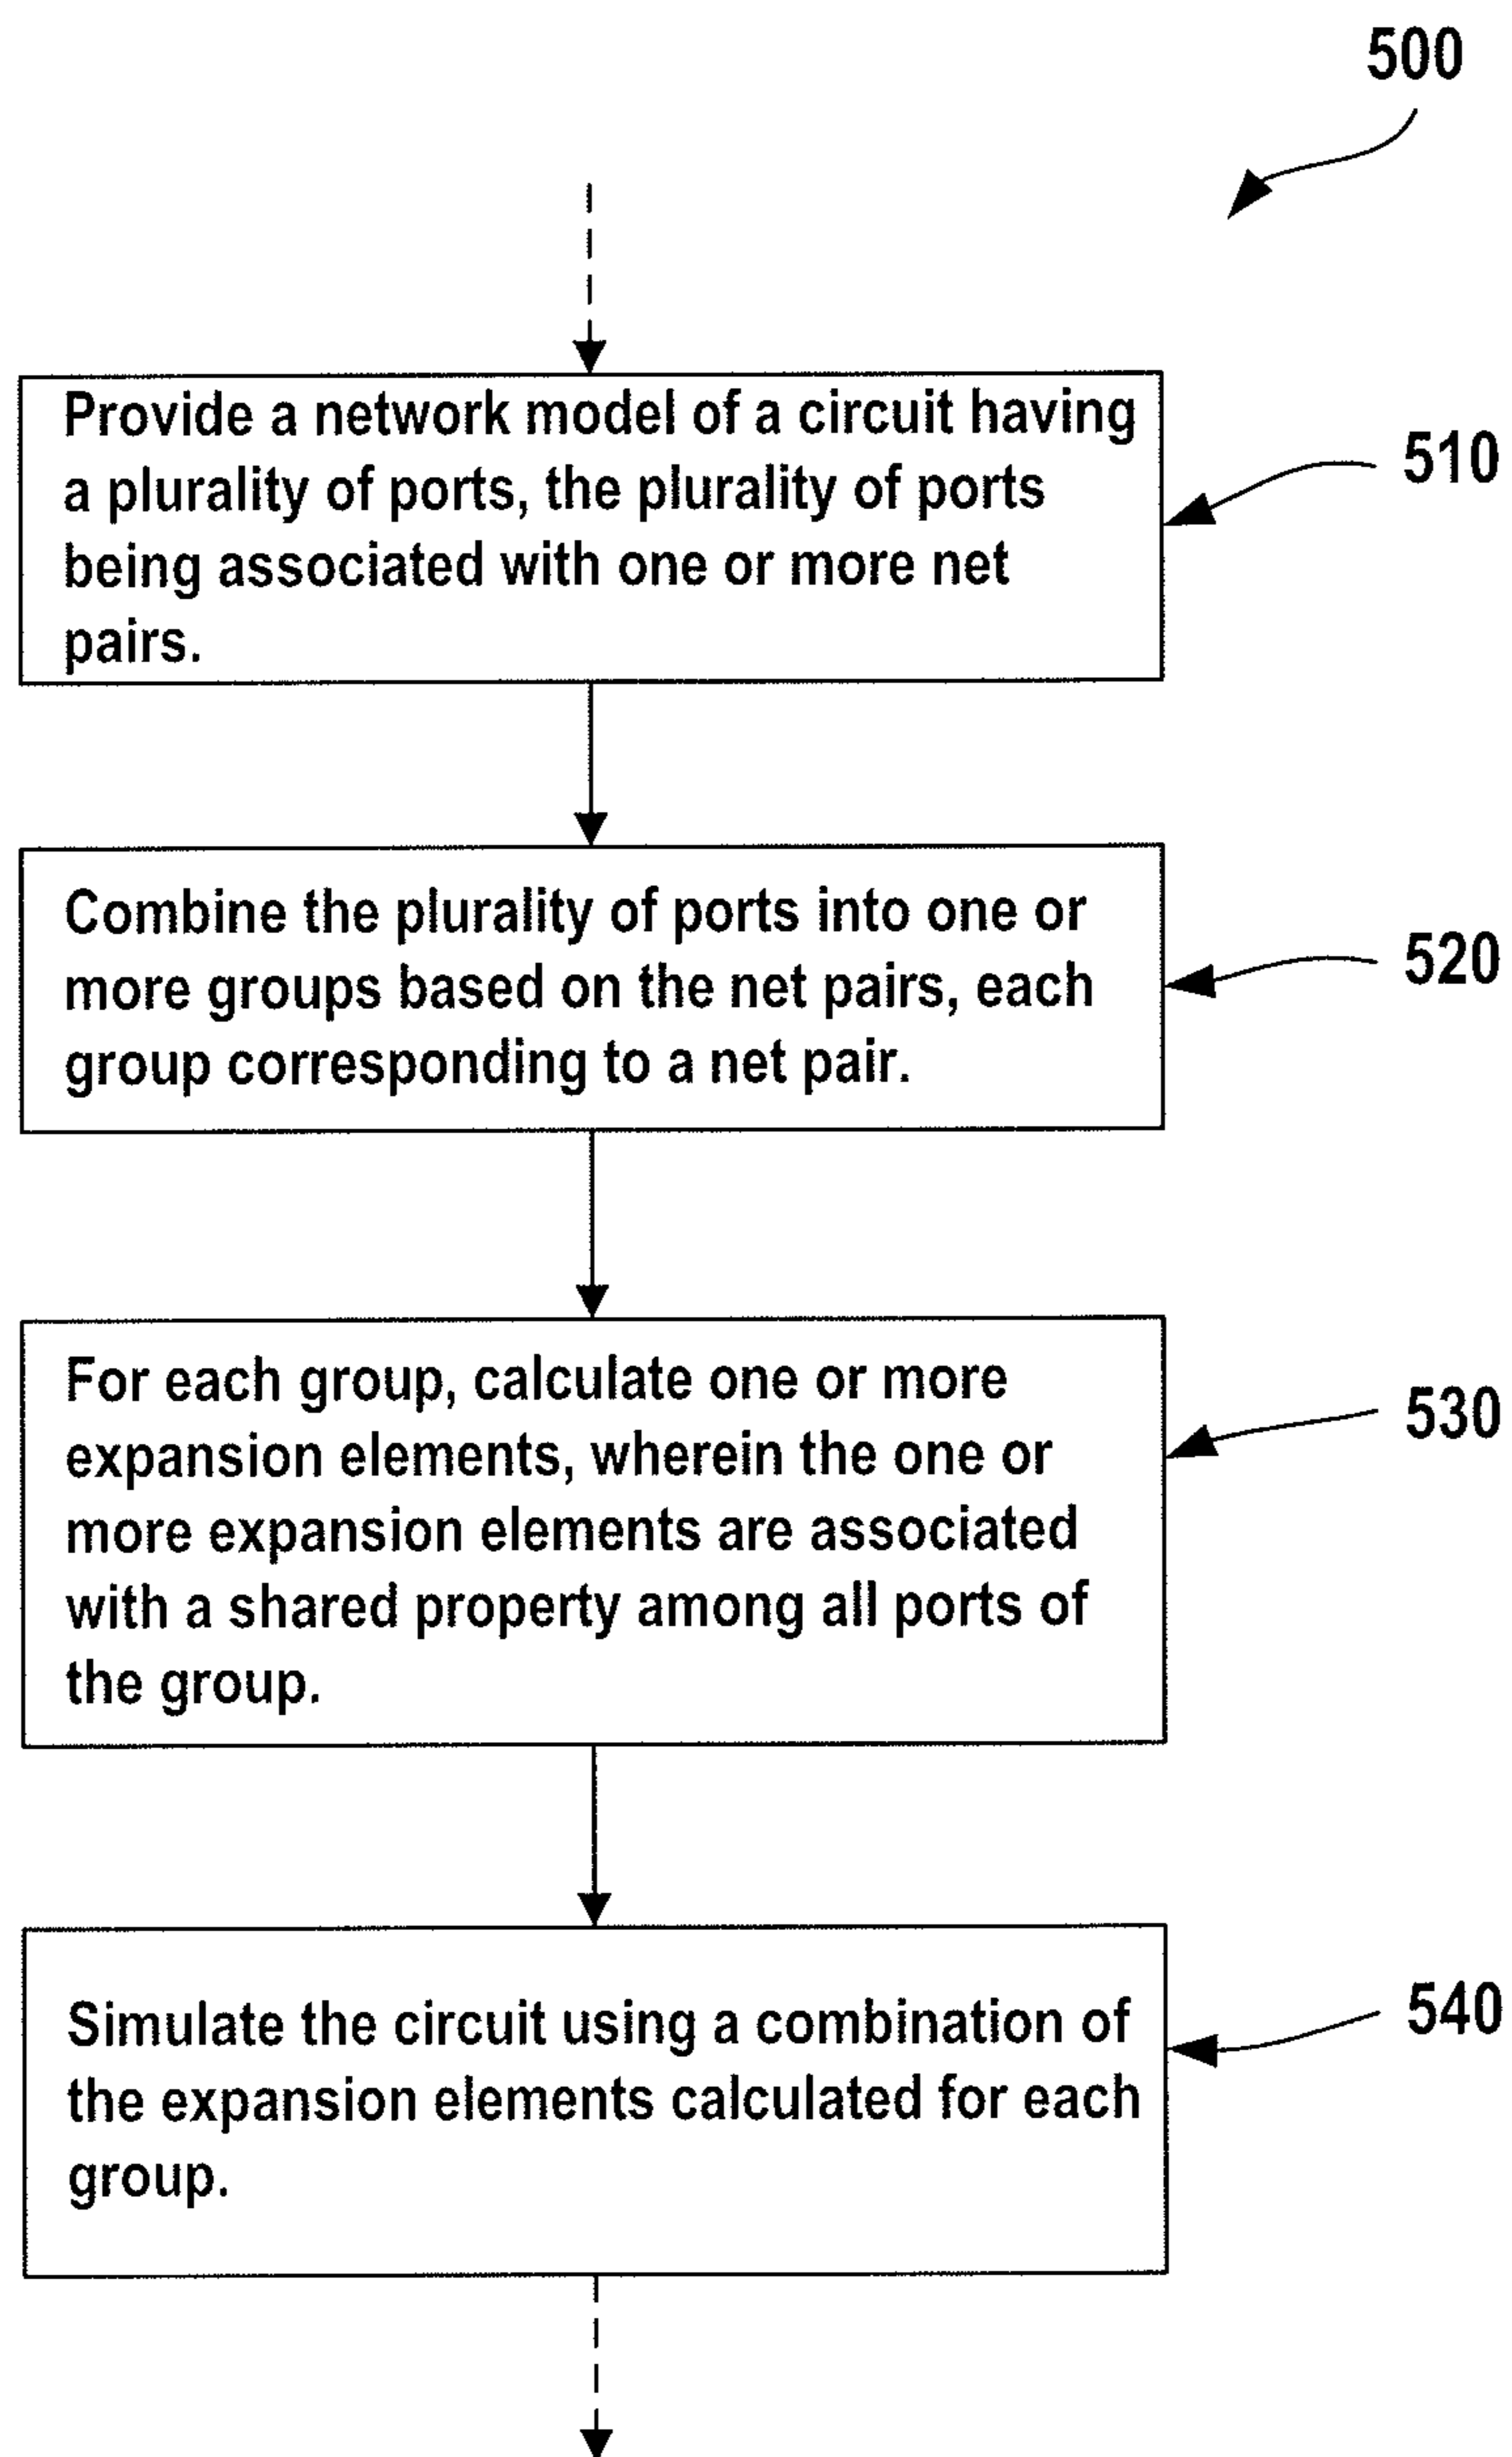 500
Provide a network model of a circuit having
a plurality of ports, the plurality of ports
being associated with one or more net
pairs.
510
Combine the plurality of ports into one or
more groups based on the net pairs, each
group corresponding to a net pair.
520
For each group, calculate one or more
expansion elements, wherein the one or
more expansion elements are associated
with a shared property among all ports of
the group.
530
Simulate the circuit using a combination of
the expansion elements calculated for each
group.
540